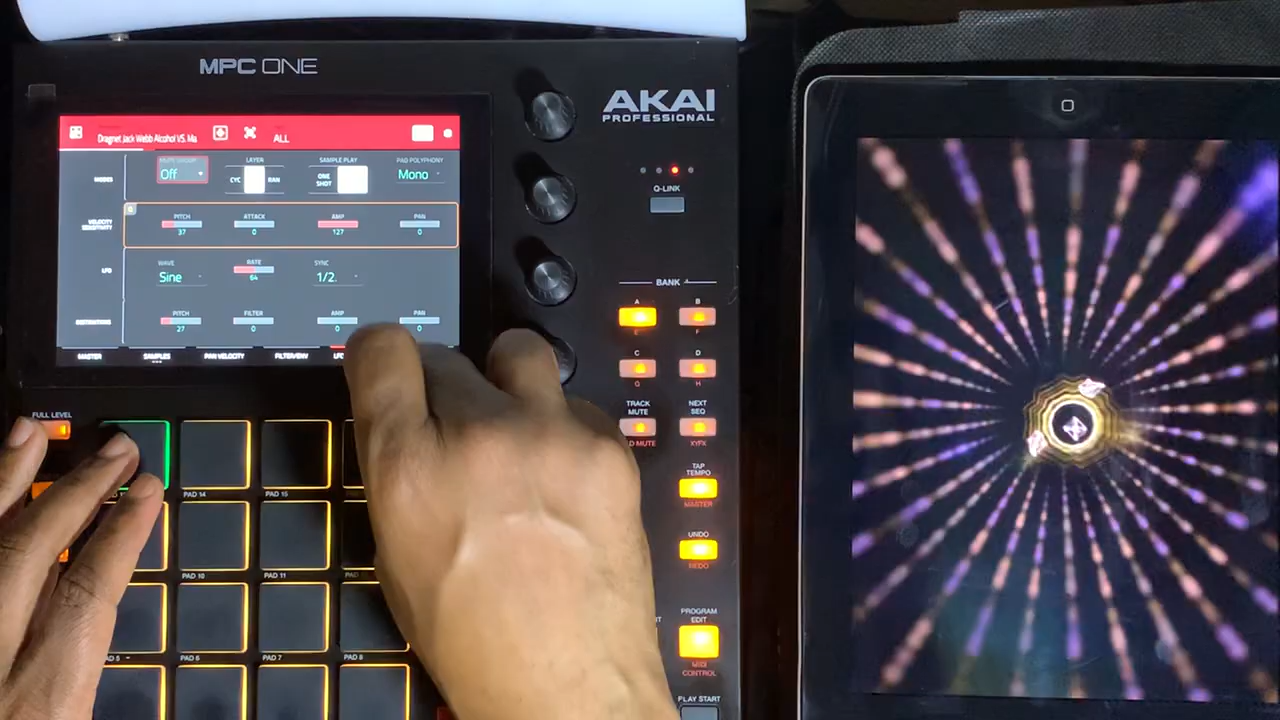 MPC ONE
AKAI
PROFESSIONAL
Dragnet Jack Webb Alcohol VS. Ma
ALL
MODES
MUTE GROUP
Off
LAYER
CYC
RAN
SAMPLE PLAY
ONE SHOT
PAD POLYPHONY
Mono
VELOCITY SENSITIVITY
PITCH
37
ATTACK
0
AMP
127
PAN
0
LFO
WAVE
Sine
RATE
64
SYNC
1/2.
DESTINATIONS
PITCH
27
FILTER
0
AMP
0
PAN
0
MASTER
SAMPLES
PAN VELOCITY
FILTER/ENV
Q-LINK
BANK
A
B
F
C
D
G
H
TRACK MUTE
NEXT SEQ
D MUTE
XYFX
TAP TEMPO
MASTER
UNDO
REDO
PROGRAM EDIT
MIDI CONTROL
PLAY START
FULL LEVEL
PAD 14
PAD 15
PAD 10
PAD 11
PAD 6
PAD 7
PAD 8